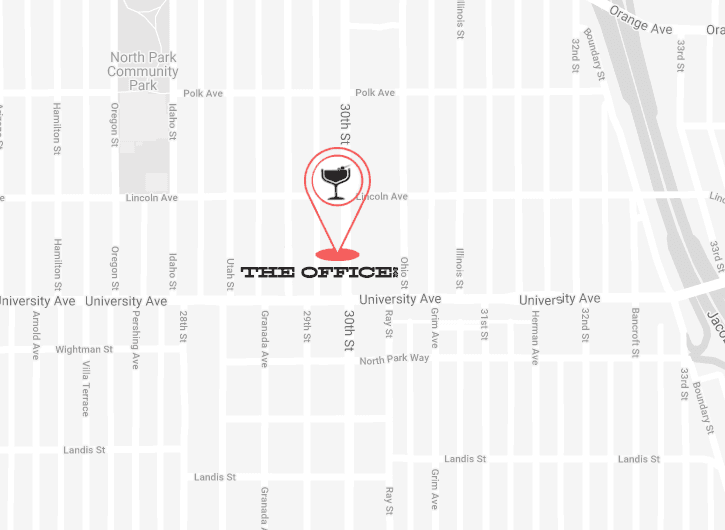 Orange Ave
Ora
Illinois St
32nd St
Boundary St
33rd St
North Park
Community
Park
Polk Ave
Polk Ave
Hamilton St
Oregon St
Idaho St
30th St
Lincoln Ave
Lincoln Ave
Hamilton St
Oregon St
Idaho St
Utah St
THE OFFICE
Ohio St
Illinois St
33rd St
University Ave
University Ave
University Ave
University Ave
Arnold Ave
Pershing Ave
28th St
Granada Ave
29th St
30th St
Ray St
Grim Ave
31st St
Herman Ave
32nd St
Bancroft St
Wightman St
North Park Way
Villa Terrace
33rd St
Boundary St
Landis St
Landis St
Landis St
Landis St
Granada A
Ray St
Grim Ave